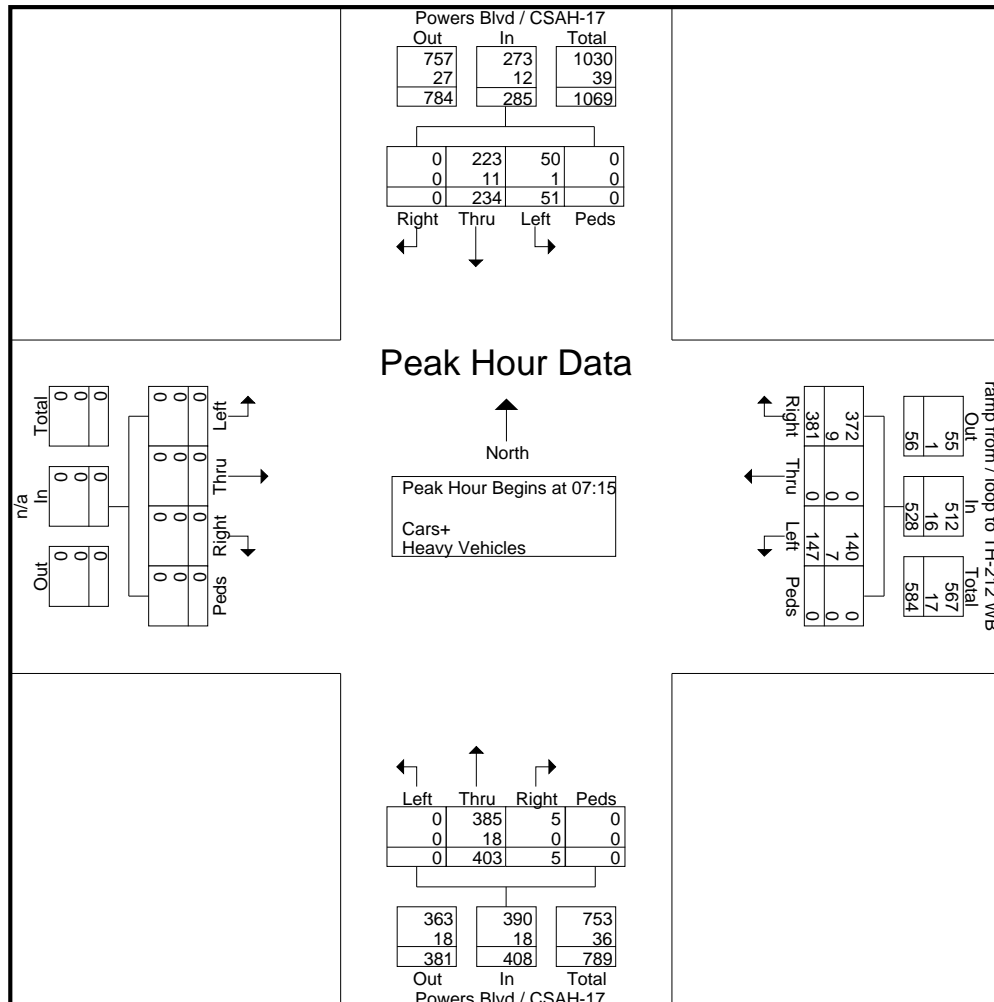 Powers Blvd / CSAH-17
Out In Total
757 273 1030
27 12 39
784 285 1069
0 223 50 0
0 11 1 0
0 234 51 0
Right Thru Left Peds
Peak Hour Data
North
Peak Hour Begins at 07:15
Cars+
Heavy Vehicles
n/a
Total In Out
0 0 0
0 0 0
0 0 0
Left Thru Right Peds
0 0 0 0
0 0 0 0
0 0 0 0
ramp from / loop to TH-212 WB
Out In Total
55 512 567
1 16 17
56 528 584
372 0 140 0
9 0 7 0
381 0 147 0
Right Thru Left Peds
Left Thru Right Peds
0 385 5 0
0 18 0 0
0 403 5 0
363 390 753
18 18 36
381 408 789
Out In Total
Powers Blvd / CSAH-17